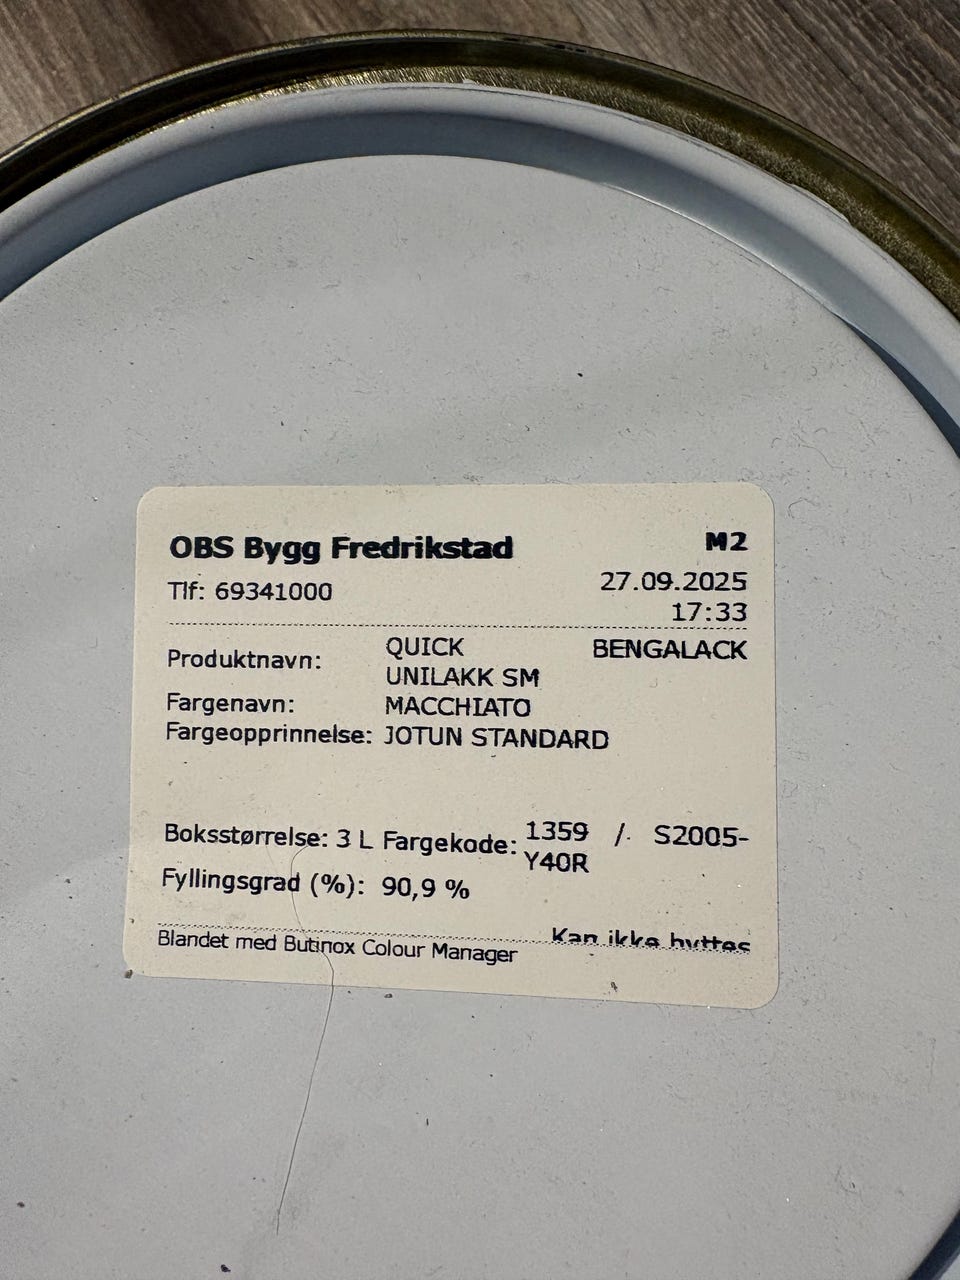 OBS Bygg Fredrikstad M2
Tlf: 69341000 27.09.2025
17:33
Produktnavn: QUICK BENGALACK
UNILAKK SM
Fargenavn: MACCHIATO
Fargeopprinnelse: JOTUN STANDARD
Boksstørrelse: 3 L Fargekode: 1359 / S2005-
Y40R
Fyllingsgrad (%): 90,9 %
Kan ikke byttes
Blandet med Butinox Colour Manager